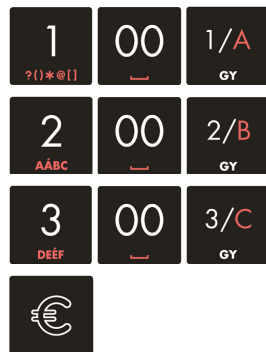 1 00 1/A
?()*@[] ⎵ GY
2 00 2/B
AÁBC ⎵ GY
3 00 3/C
DEÉF ⎵ GY
€